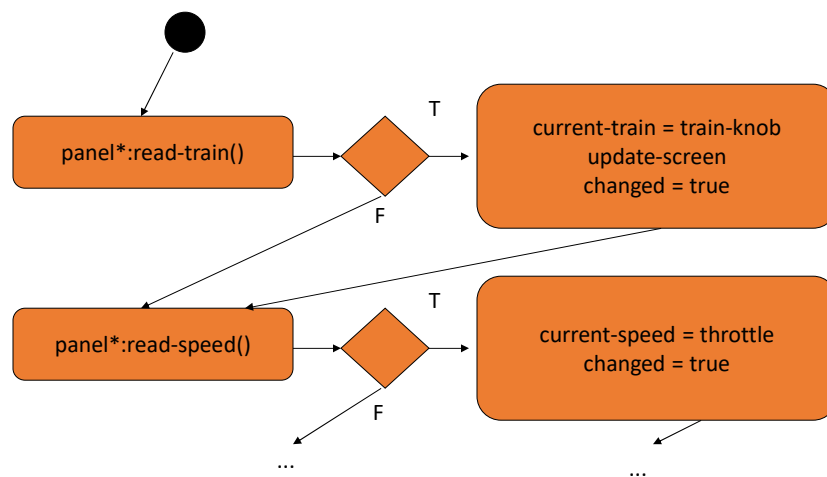 T
panel*:read-train()
current-train = train-knob
update-screen
changed = true
F
T
panel*:read-speed()
current-speed = throttle
changed = true
F
...
...